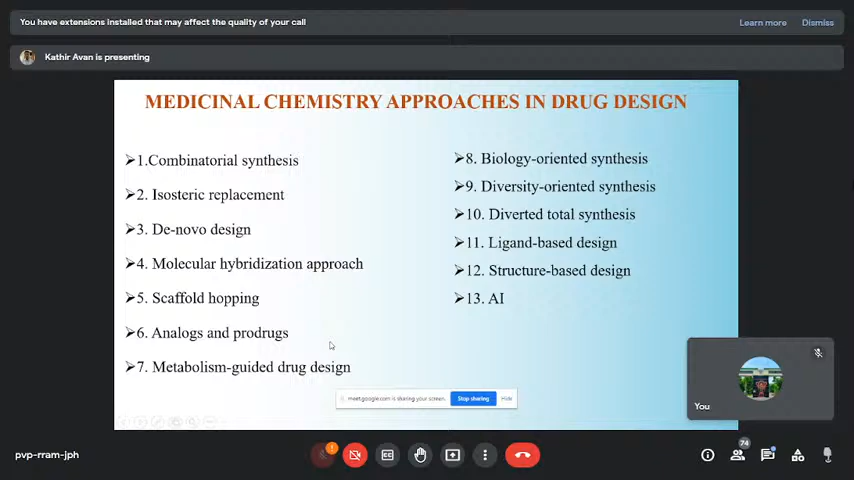 You have extensions installed that may affect the quality of your call
Learn more
Dismiss
Kathir Avan is presenting
MEDICINAL CHEMISTRY APPROACHES IN DRUG DESIGN
➢1.Combinatorial synthesis
➢2. Isosteric replacement
➢3. De-novo design
➢4. Molecular hybridization approach
➢5. Scaffold hopping
➢6. Analogs and prodrugs
➢7. Metabolism-guided drug design
➢8. Biology-oriented synthesis
➢9. Diversity-oriented synthesis
➢10. Diverted total synthesis
➢11. Ligand-based design
➢12. Structure-based design
➢13. AI
meet.google.com is sharing your screen.
Stop sharing
Hide
You
pvp-rram-jph
74